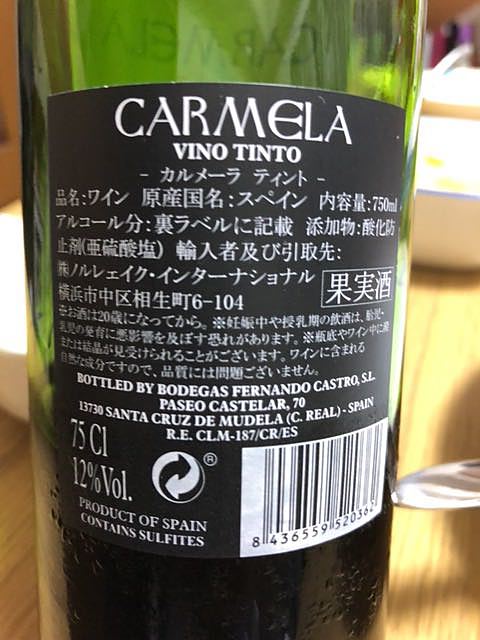 CARMELA
VINO TINTO
- カルメーラ ティント -
品名:ワイン 原産国名:スペイン 内容量:750ml
アルコール分:裏ラベルに記載 添加物:酸化防
止剤(亜硫酸塩) 輸入者及び引取先:
㈱ノルレェイク・インターナショナル
横浜市中区相生町6-104
果実酒
※お酒は20歳になってから。※妊娠中や授乳期の飲酒は、胎児・
乳児の発育に悪影響を及ぼす恐れがあります。※瓶底やワイン中に澱
または結晶が見受けられることがございます。ワインに含まれる
自然な成分ですので、品質には問題ございません。
BOTTLED BY BODEGAS FERNANDO CASTRO, S.L.
PASEO CASTELAR, 70
13730 SANTA CRUZ DE MUDELA (C. REAL) - SPAIN
R.E. CLM-187/CR/ES
75 Cl
12%Vol.
®
PRODUCT OF SPAIN
CONTAINS SULFITES
8 436559 520362